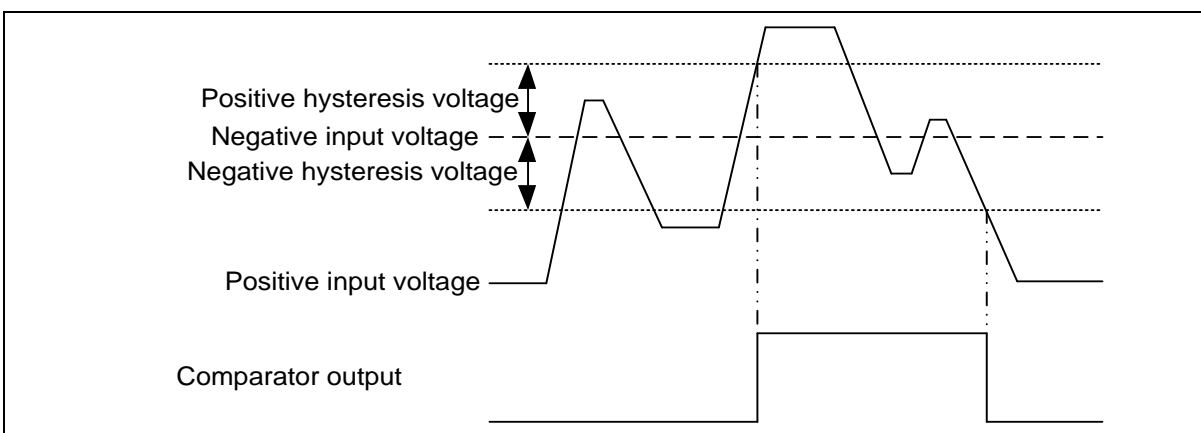 Positive hysteresis voltage
Negative input voltage
Negative hysteresis voltage
Positive input voltage
Comparator output